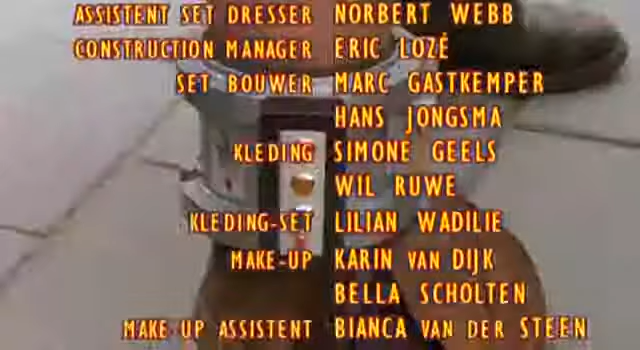 ASSISTENT SET DRESSER NORBERT WEBB
CONSTRUCTION MANAGER ERIC LOZÉ
SET BOUWER MARC GASTKEMPER
HANS JONGSMA
KLEDING SIMONE GEELS
WIL RUWE
KLEDING-SET LILIAN WADILIE
MAKE-UP KARIN VAN DIJK
BELLA SCHOLTEN
MAKE-UP ASSISTENT BIANCA VAN DER STEEN